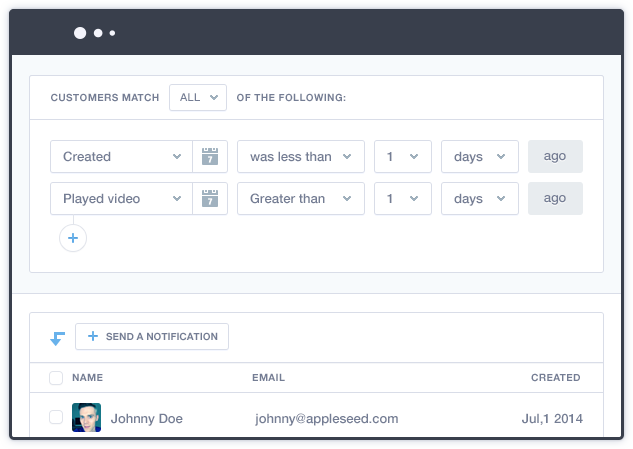 CUSTOMERS MATCH ALL OF THE FOLLOWING:
Created 7 was less than 1 days ago
Played video 7 Greater than 1 days ago
+
+ SEND A NOTIFICATION
NAME EMAIL CREATED
Johnny Doe johnny@appleseed.com Jul,1 2014